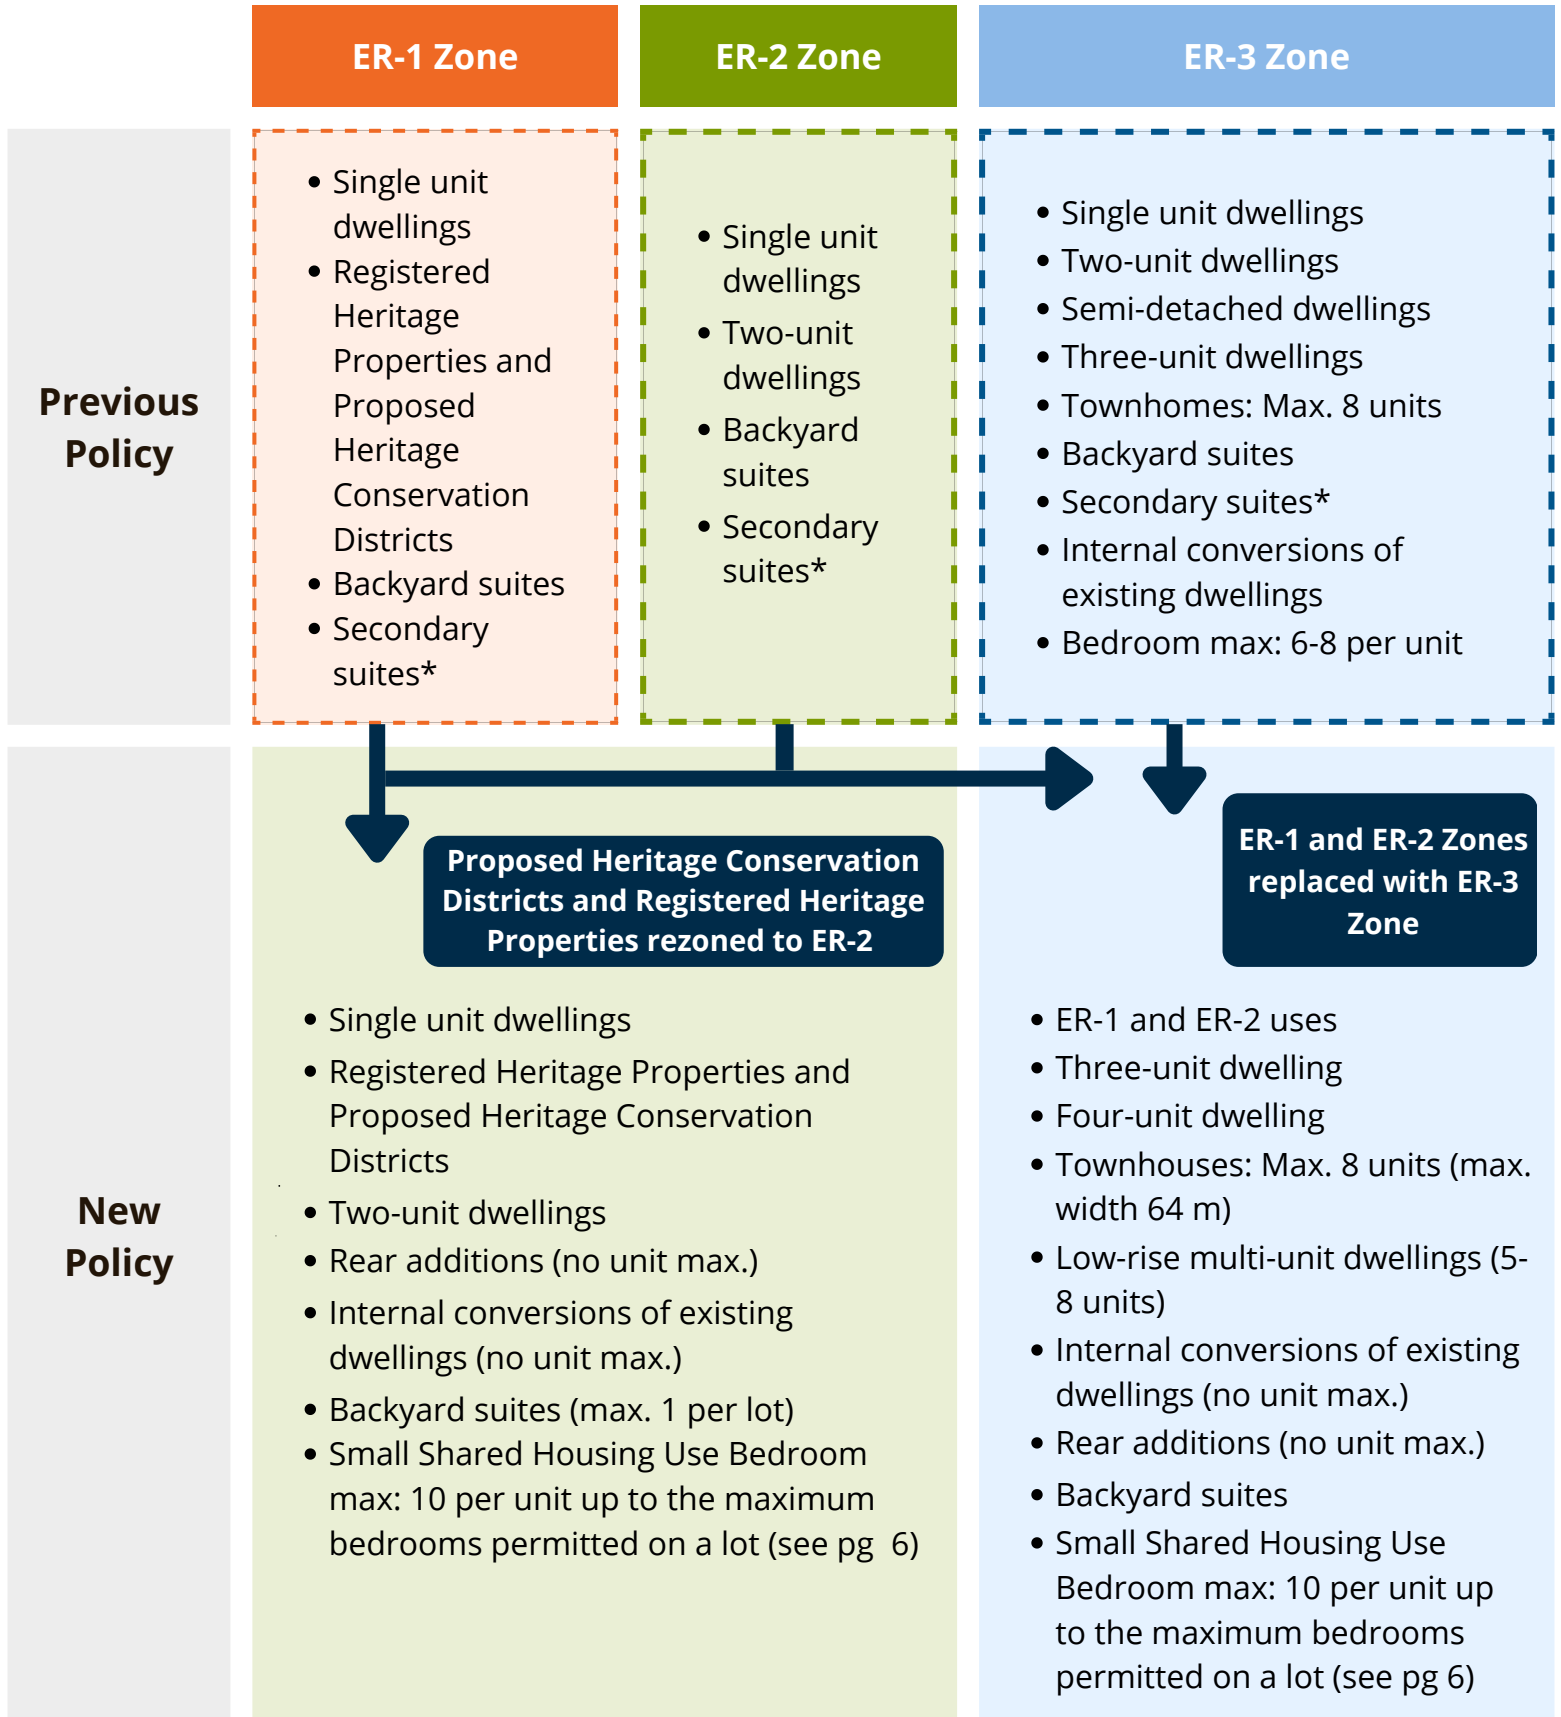 ER-1 Zone
ER-2 Zone
ER-3 Zone
Previous
Policy
• Single unit
dwellings
• Registered
Heritage
Properties and
Proposed
Heritage
Conservation
Districts
• Backyard suites
• Secondary
suites*
• Single unit
dwellings
• Two-unit
dwellings
• Backyard
suites
• Secondary
suites*
• Single unit dwellings
• Two-unit dwellings
• Semi-detached dwellings
• Three-unit dwellings
• Townhomes: Max. 8 units
• Backyard suites
• Secondary suites*
• Internal conversions of
existing dwellings
• Bedroom max: 6-8 per unit
New
Policy
Proposed Heritage Conservation
Districts and Registered Heritage
Properties rezoned to ER-2
• Single unit dwellings
• Registered Heritage Properties and
Proposed Heritage Conservation
Districts
• Two-unit dwellings
• Rear additions (no unit max.)
• Internal conversions of existing
dwellings (no unit max.)
• Backyard suites (max. 1 per lot)
• Small Shared Housing Use Bedroom
max: 10 per unit up to the maximum
bedrooms permitted on a lot (see pg  6)
ER-1 and ER-2 Zones
replaced with ER-3
Zone
• ER-1 and ER-2 uses
• Three-unit dwelling
• Four-unit dwelling
• Townhouses: Max. 8 units (max.
width 64 m)
• Low-rise multi-unit dwellings (5-
8 units)
• Internal conversions of existing
dwellings (no unit max.)
• Rear additions (no unit max.)
• Backyard suites
• Small Shared Housing Use
Bedroom max: 10 per unit up
to the maximum bedrooms
permitted on a lot (see pg 6)